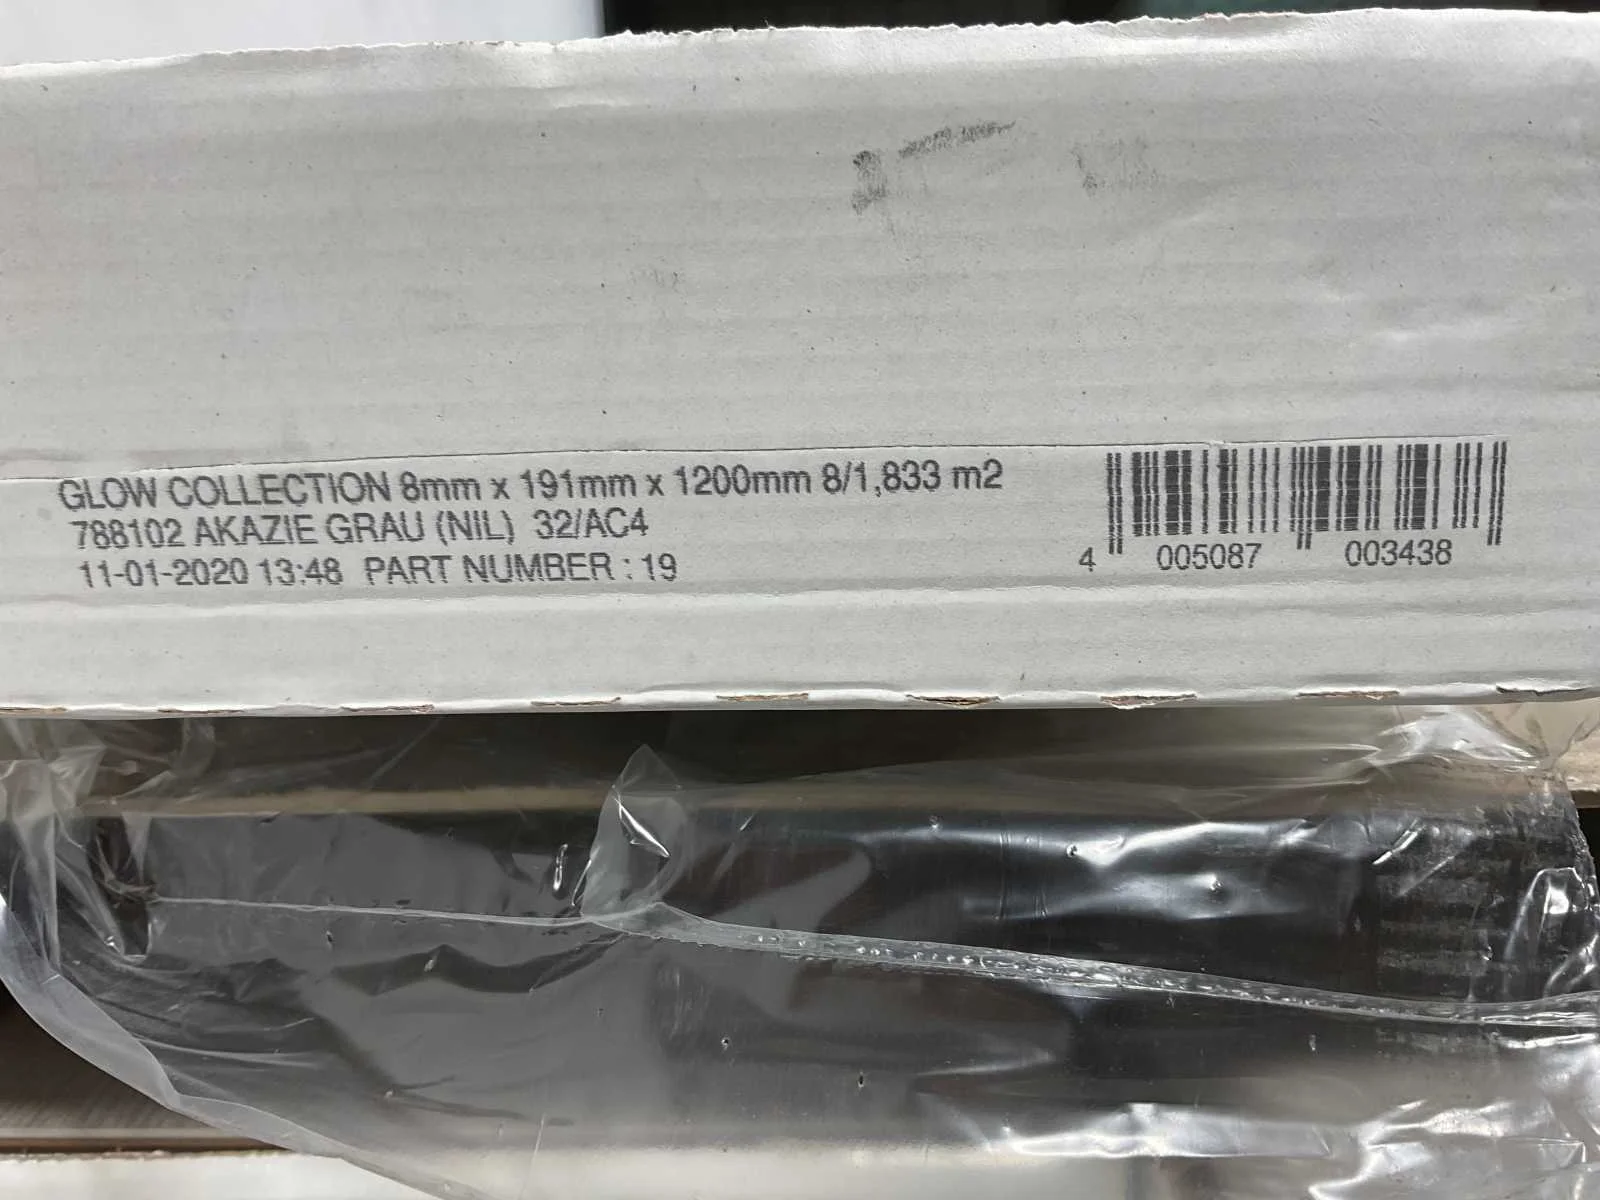 GLOW COLLECTION 8mm x 191mm x 1200mm 8/1,833 m2
788102 AKAZIE GRAU (NIL) 32/AC4
11-01-2020 13:48 PART NUMBER : 19
4 005087 003438